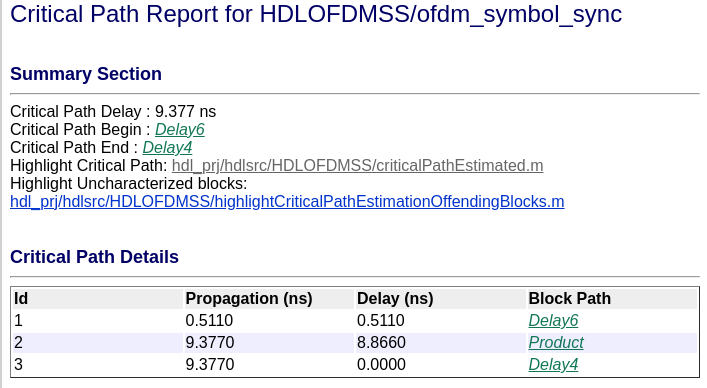 Critical Path Report for HDLOFDMSS/ofdm_symbol_sync
Summary Section
Critical Path Delay : 9.377 ns
Critical Path Begin : Delay6
Critical Path End : Delay4
Highlight Critical Path: hdl_prj/hdlsrc/HDLOFDMSS/criticalPathEstimated.m
Highlight Uncharacterized blocks:
hdl_prj/hdlsrc/HDLOFDMSS/highlightCriticalPathEstimationOffendingBlocks.m
Critical Path Details
Id Propagation (ns) Delay (ns) Block Path
1 0.5110 0.5110 Delay6
2 9.3770 8.8660 Product
3 9.3770 0.0000 Delay4